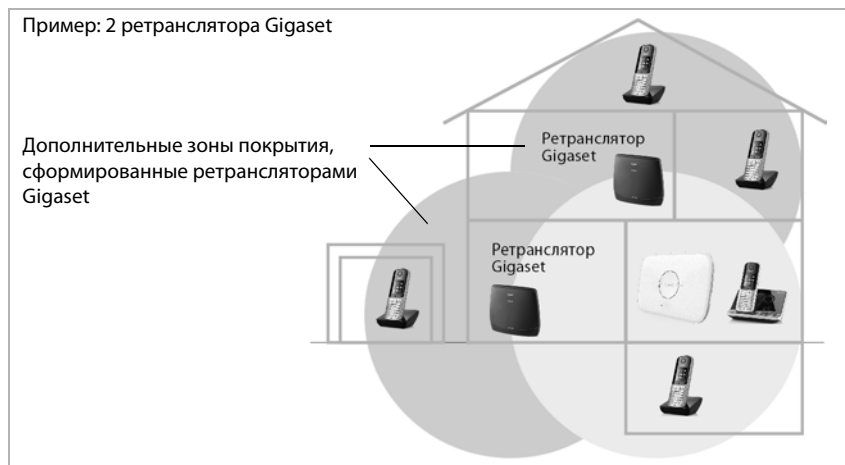 Пример: 2 ретранслятора Gigaset
Дополнительные зоны покрытия,
сформированные ретрансляторами
Gigaset
Ретранслятор
Gigaset
Ретранслятор
Gigaset